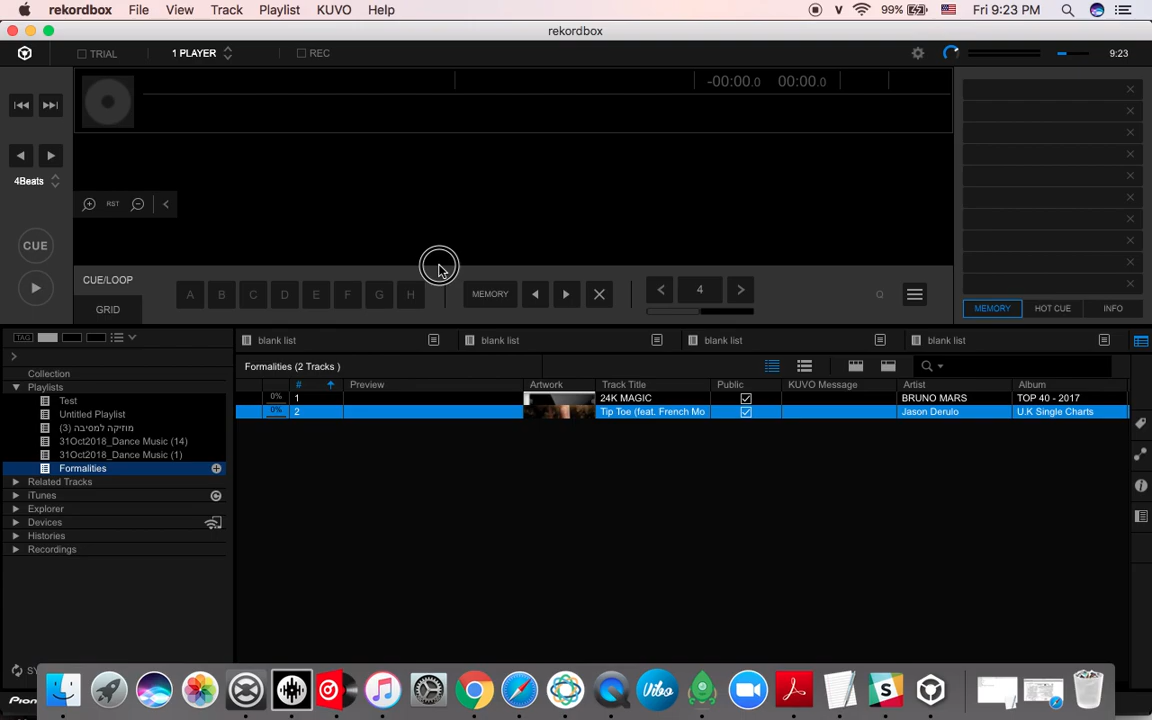 rekordbox File View Track Playlist KUVO Help V 99% Fri 9:23 PM
rekordbox
TRIAL 1 PLAYER REC 9:23
-00:00.0 00:00.0
4Beats
RST
CUE
CUE/LOOP
A B C D E F G H MEMORY 4 Q
GRID MEMORY HOT CUE INFO
TAG blank list blank list blank list blank list
Formalities (2 Tracks )
# Preview Artwork Track Title Public KUVO Message Artist Album
0% 1 24K MAGIC BRUNO MARS TOP 40 - 2017
0% 2 Tip Toe (feat. French Mo Jason Derulo U.K Single Charts
Collection
Playlists
Test
Untitled Playlist
מוזיקה למסיבה (3)
31Oct2018_Dance Music (14)
31Oct2018_Dance Music (1)
Formalities
Related Tracks
iTunes
Explorer
Devices
Histories
Recordings
Vibo